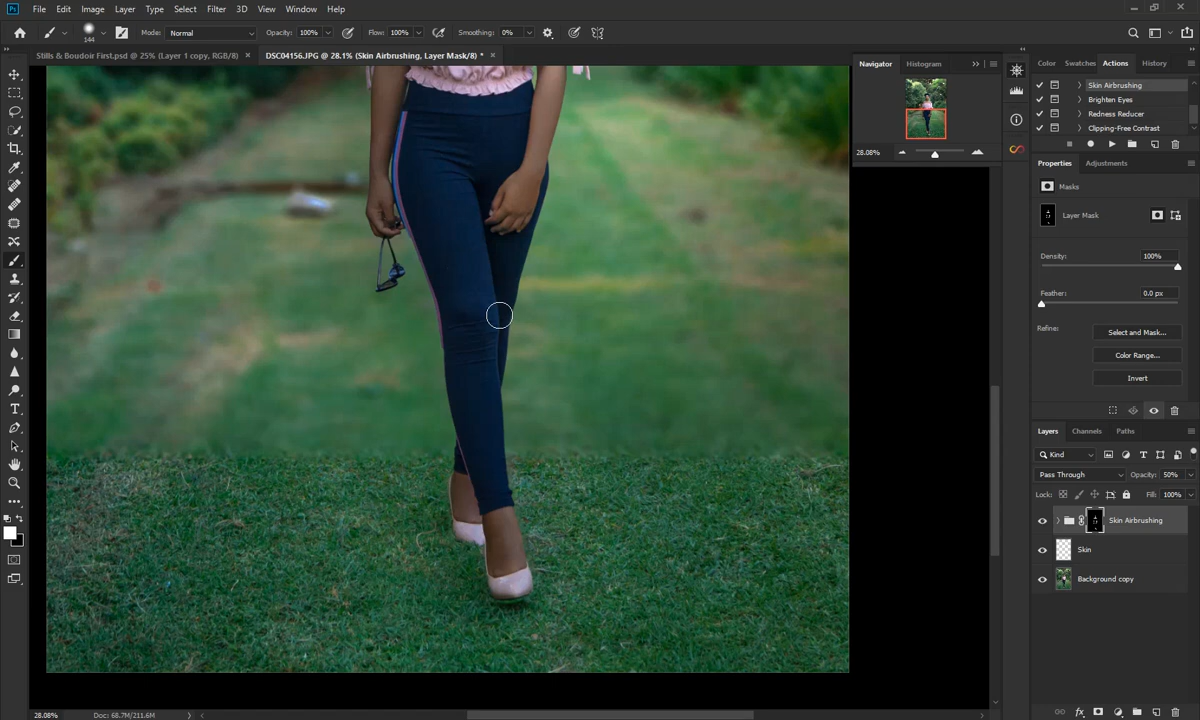 Ps File Edit Image Layer Type Select Filter 3D View Window Help
144 Mode: Normal Opacity: 100% Flow: 100% Smoothing: 0%
Stills & Boudoir First.psd @ 25% (Layer 1 copy, RGB/8) × DSC04156.JPG @ 28.1% (Skin Airbrushing, Layer Mask/8) * ×
Navigator Histogram
28.08%
Color Swatches Actions History
Skin Airbrushing
Brighten Eyes
Redness Reducer
Clipping-Free Contrast
Properties Adjustments
Masks
Layer Mask
Density: 100%
Feather: 0.0 px
Refine: Select and Mask...
Color Range...
Invert
Layers Channels Paths
Kind
Pass Through Opacity: 50%
Lock: Fill: 100%
Skin Airbrushing
Skin
Background copy
28.08% Doc: 68.7M/211.6M